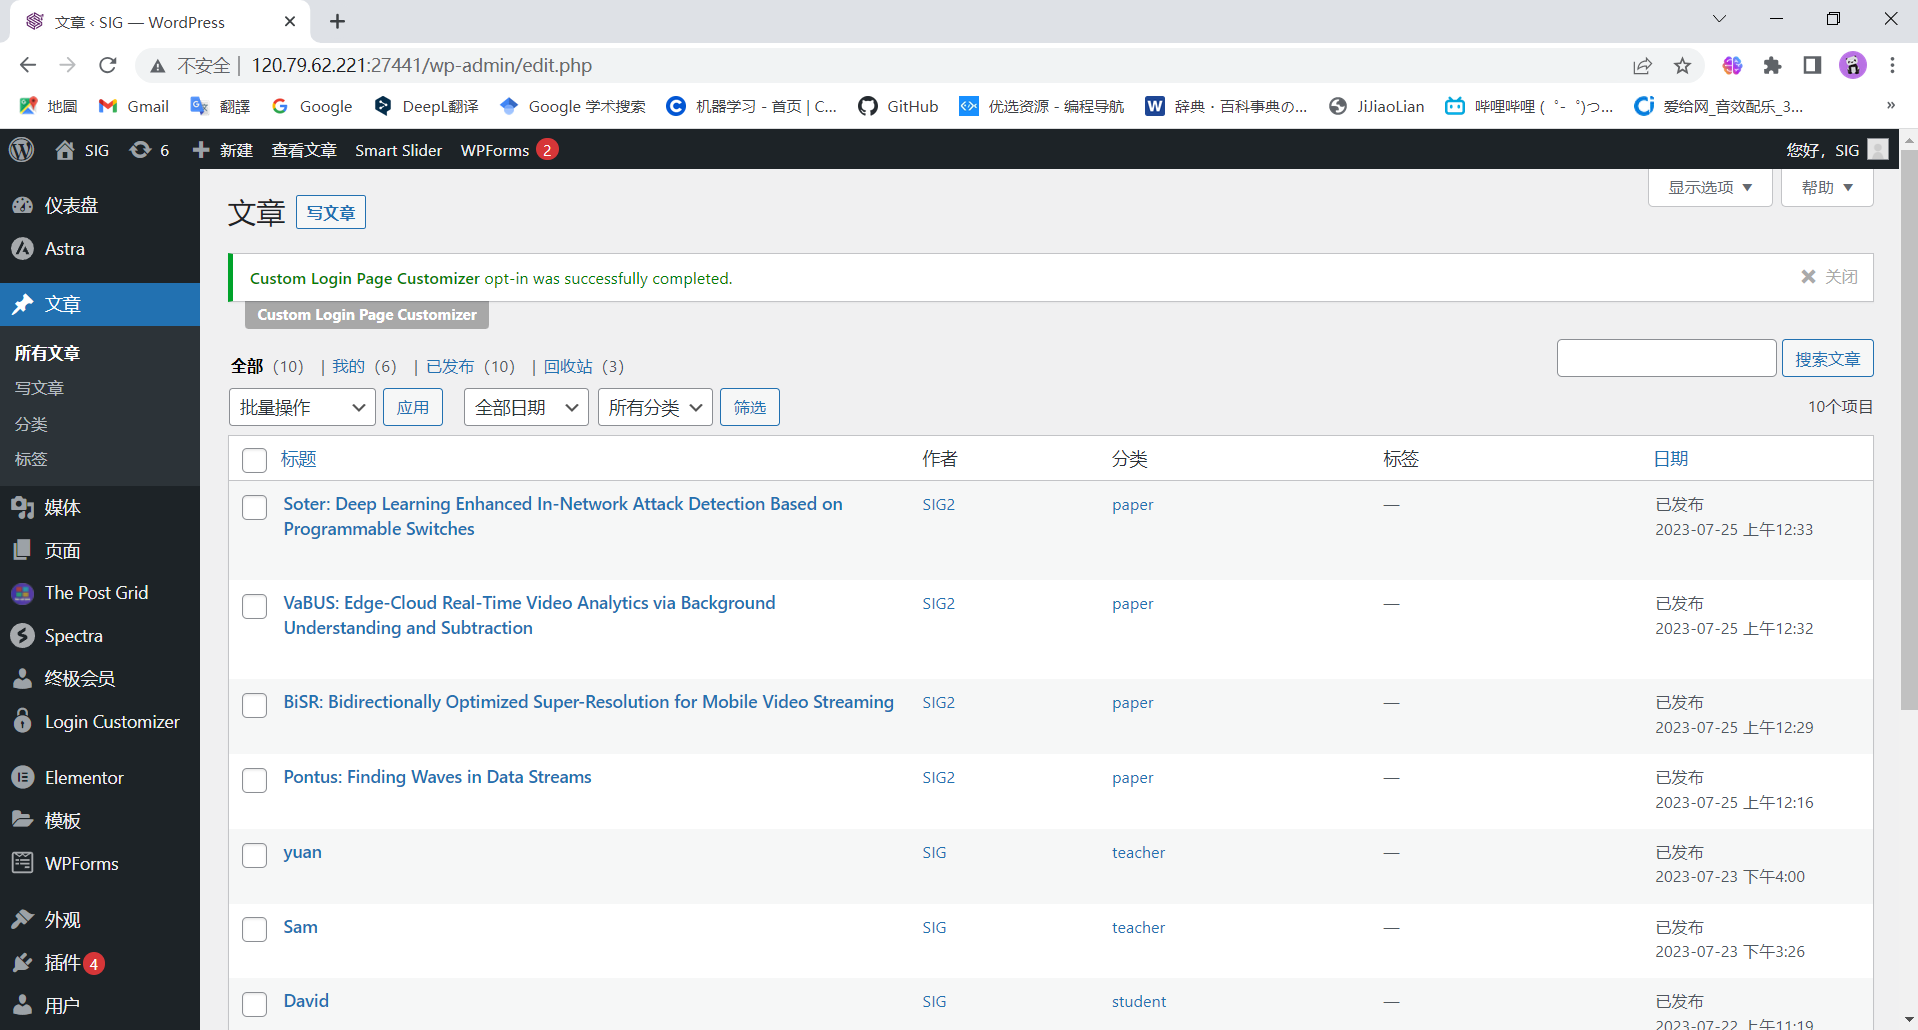 文章 ‹ SIG — WordPress
不安全 | 120.79.62.221:27441/wp-admin/edit.php
地圖 Gmail 翻譯 Google DeepL翻译 Google 学术搜索 机器学习 - 首页 | C... GitHub 优选资源 - 编程导航 辞典・百科事典の... JiJiaoLian 哔哩哔哩 ( ゜- ゜)つ... 爱给网_音效配乐_3... »
SIG 6 新建 查看文章 Smart Slider WPForms 2 您好，SIG
显示选项 ▼ 帮助 ▼
仪表盘
Astra
文章
所有文章
写文章
分类
标签
媒体
页面
The Post Grid
Spectra
终极会员
Login Customizer
Elementor
模板
WPForms
外观
插件 4
用户
文章 写文章
Custom Login Page Customizer opt-in was successfully completed. 关闭
Custom Login Page Customizer
全部 （10） | 我的 （6） | 已发布 （10） | 回收站 （3）
搜索文章
批量操作 应用 全部日期 所有分类 筛选 10个项目
标题 作者 分类 标签 日期
Soter: Deep Learning Enhanced In-Network Attack Detection Based on SIG2 paper — 已发布
Programmable Switches 2023-07-25 上午12:33
VaBUS: Edge-Cloud Real-Time Video Analytics via Background SIG2 paper — 已发布
Understanding and Subtraction 2023-07-25 上午12:32
BiSR: Bidirectionally Optimized Super-Resolution for Mobile Video Streaming SIG2 paper — 已发布
2023-07-25 上午12:29
Pontus: Finding Waves in Data Streams SIG2 paper — 已发布
2023-07-25 上午12:16
yuan SIG teacher — 已发布
2023-07-23 下午4:00
Sam SIG teacher — 已发布
2023-07-23 下午3:26
David SIG student — 已发布
2023-07-22 上午11:19